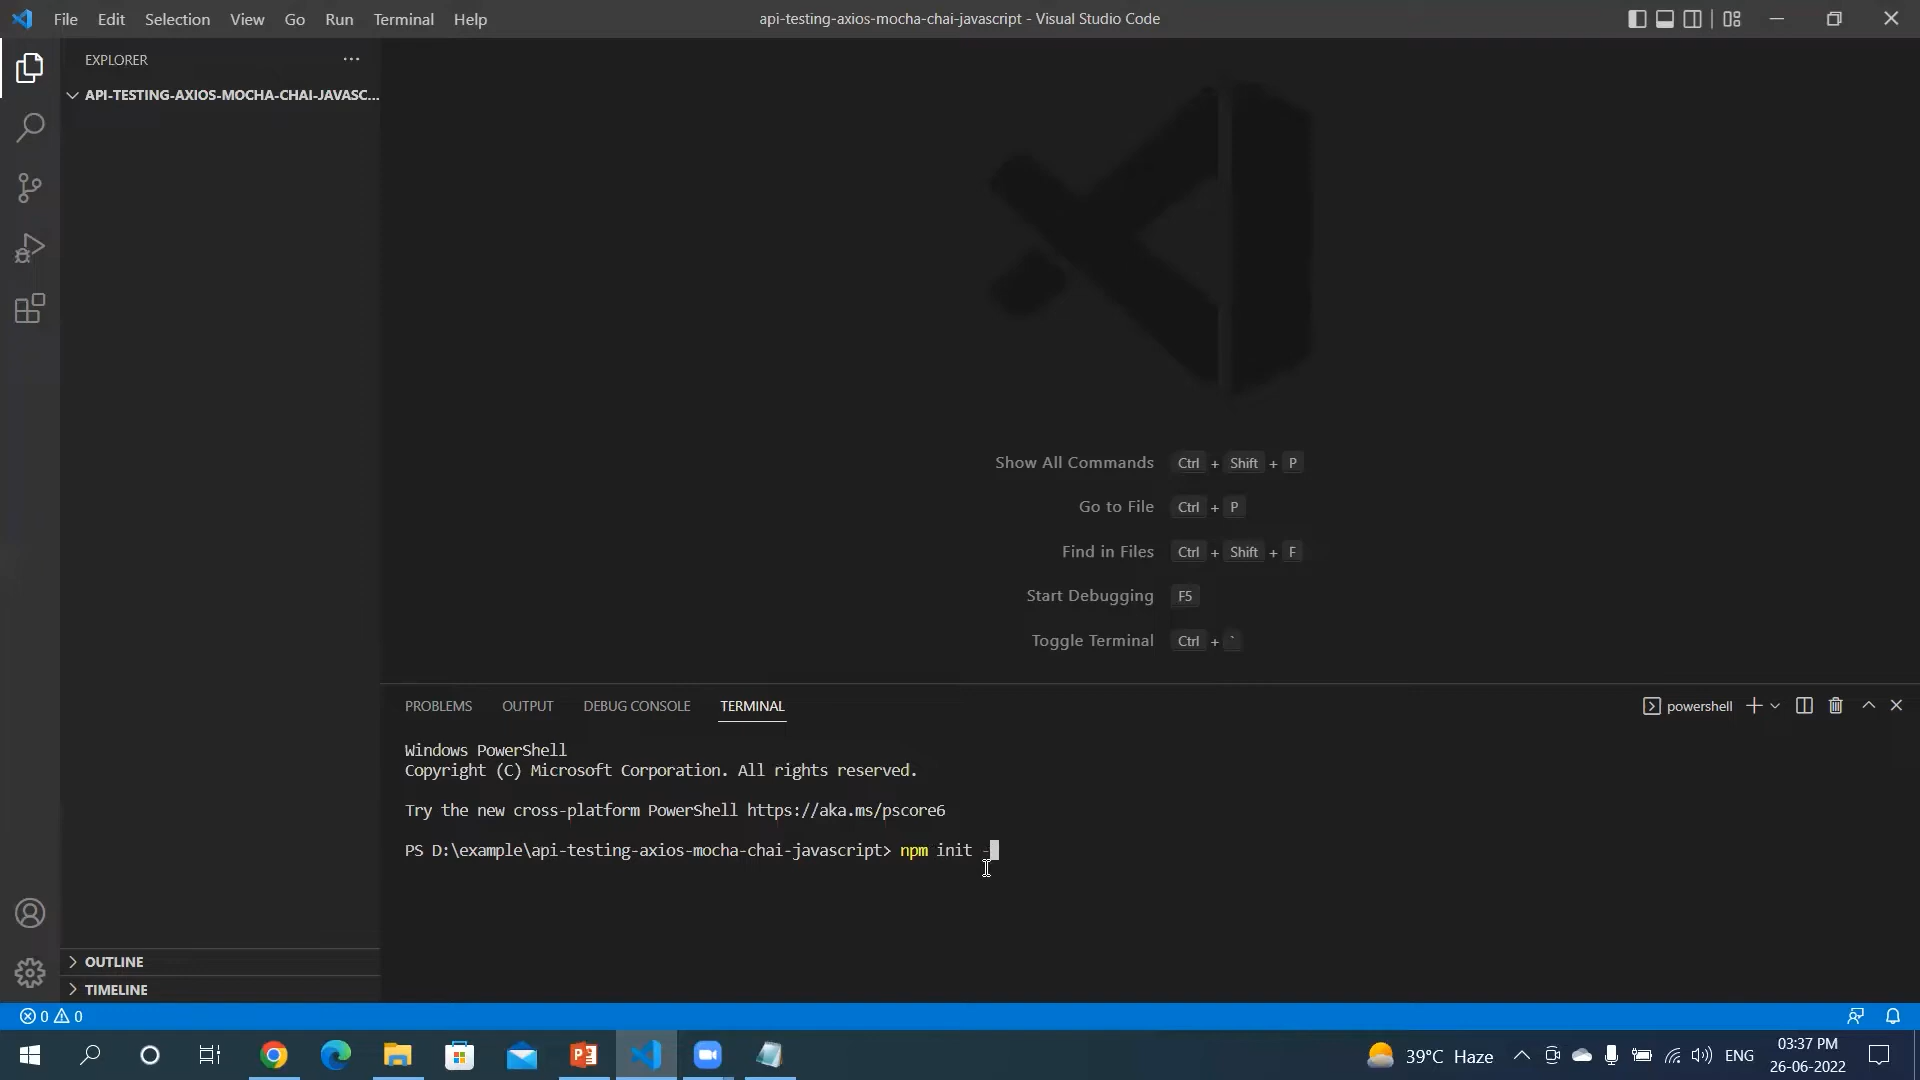 File Edit Selection View Go Run Terminal Help
api-testing-axios-mocha-chai-javascript - Visual Studio Code
EXPLORER
API-TESTING-AXIOS-MOCHA-CHAI-JAVASC...
Show All Commands Ctrl + Shift + P
Go to File Ctrl + P
Find in Files Ctrl + Shift + F
Start Debugging F5
Toggle Terminal Ctrl + `
PROBLEMS OUTPUT DEBUG CONSOLE TERMINAL
powershell
Windows PowerShell
Copyright (C) Microsoft Corporation. All rights reserved.
Try the new cross-platform PowerShell https://aka.ms/pscore6
PS D:\example\api-testing-axios-mocha-chai-javascript> npm init -
OUTLINE
TIMELINE
0 0
39°C Haze
ENG
03:37 PM
26-06-2022